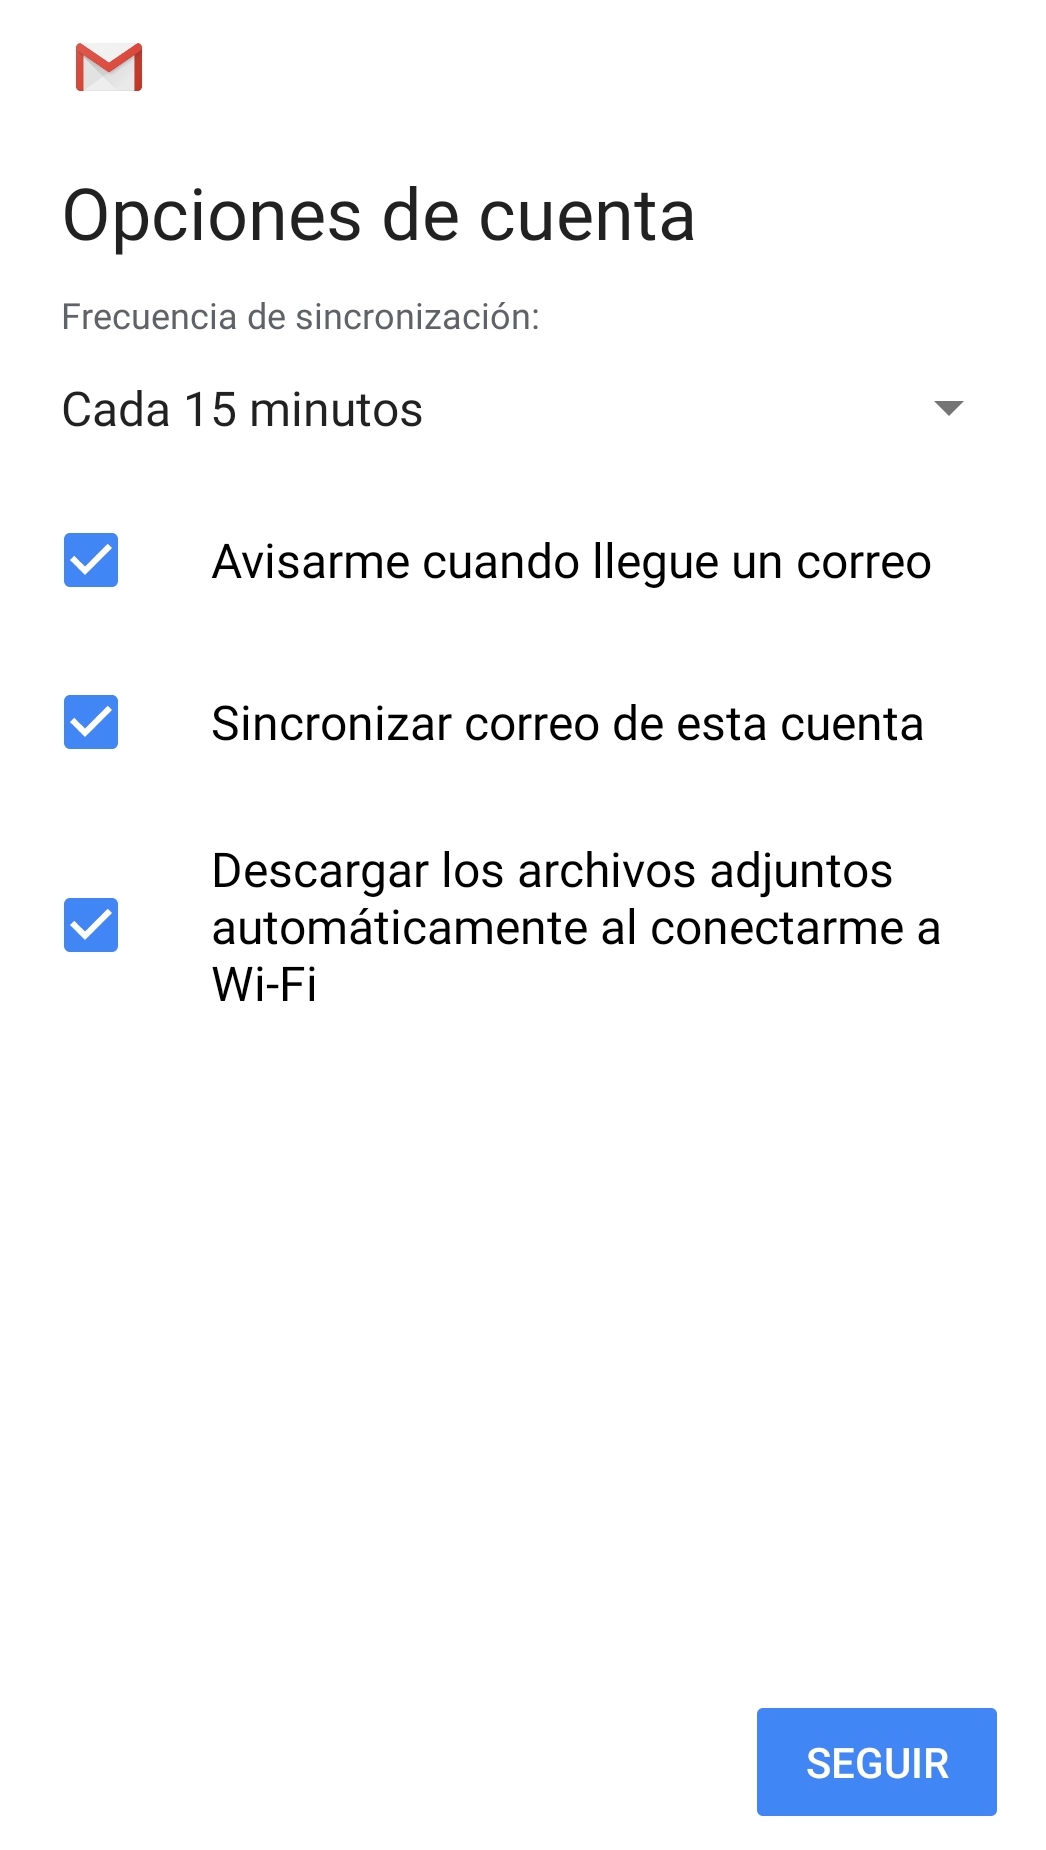 Opciones de cuenta
Frecuencia de sincronización:
Cada 15 minutos
Avisarme cuando llegue un correo
Sincronizar correo de esta cuenta
Descargar los archivos adjuntos
automáticamente al conectarme a
Wi-Fi
SEGUIR